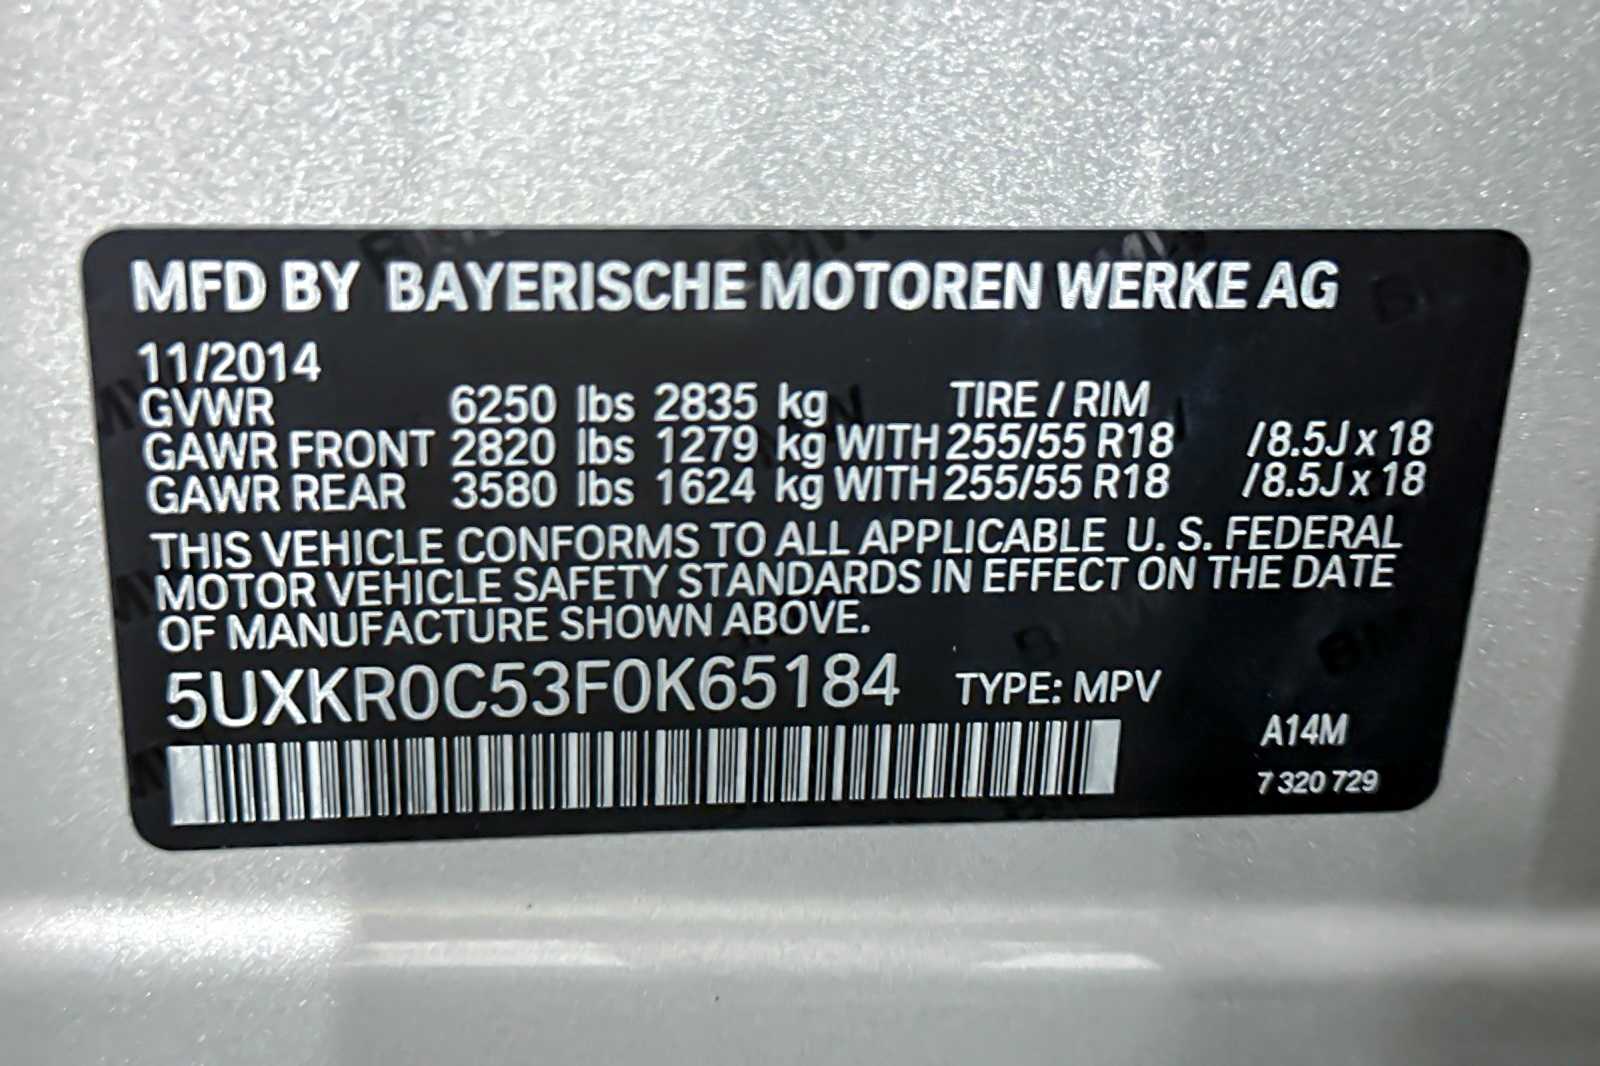 MFD BY BAYERISCHE MOTOREN WERKE AG
11/2014
GVWR 6250 lbs 2835 kg TIRE / RIM
GAWR FRONT 2820 lbs 1279 kg WITH 255/55 R18 /8.5J x 18
GAWR REAR 3580 lbs 1624 kg WITH 255/55 R18 /8.5J x 18
THIS VEHICLE CONFORMS TO ALL APPLICABLE U. S. FEDERAL
MOTOR VEHICLE SAFETY STANDARDS IN EFFECT ON THE DATE
OF MANUFACTURE SHOWN ABOVE.
5UXKR0C53F0K65184 TYPE: MPV
A14M
7 320 729